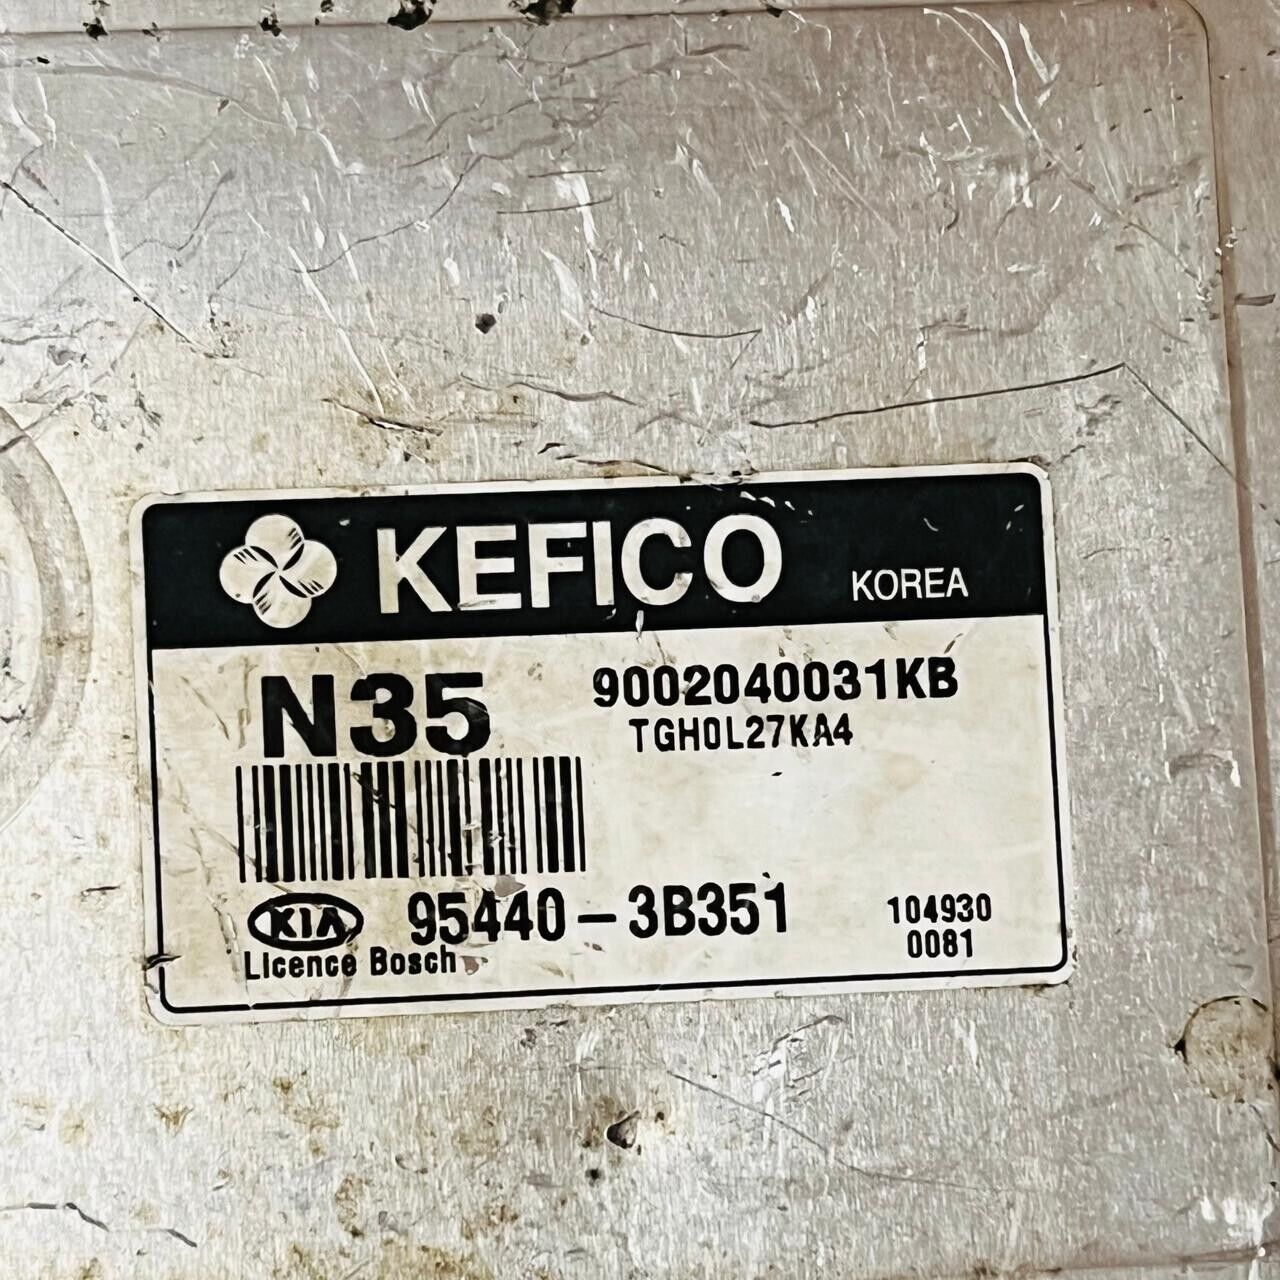 KEFICO KOREA
N35 9002040031KB
TGH0L27KA4
KIA 95440-3B351 104930
Licence Bosch 0081